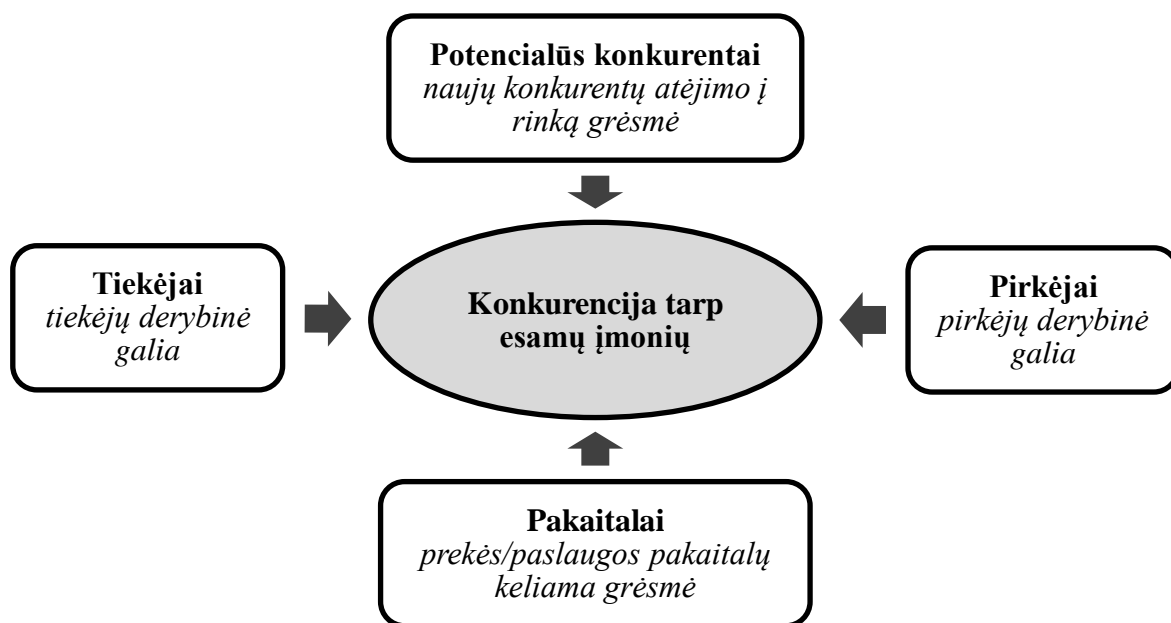 Potencialūs konkurentai
naujų konkurentų atėjimo į
rinką grėsmė
Tiekėjai
tiekėjų derybinė
galia
Konkurencija tarp
esamų įmonių
Pirkėjai
pirkėjų derybinė
galia
Pakaitalai
prekės/paslaugos pakaitalų
keliama grėsmė